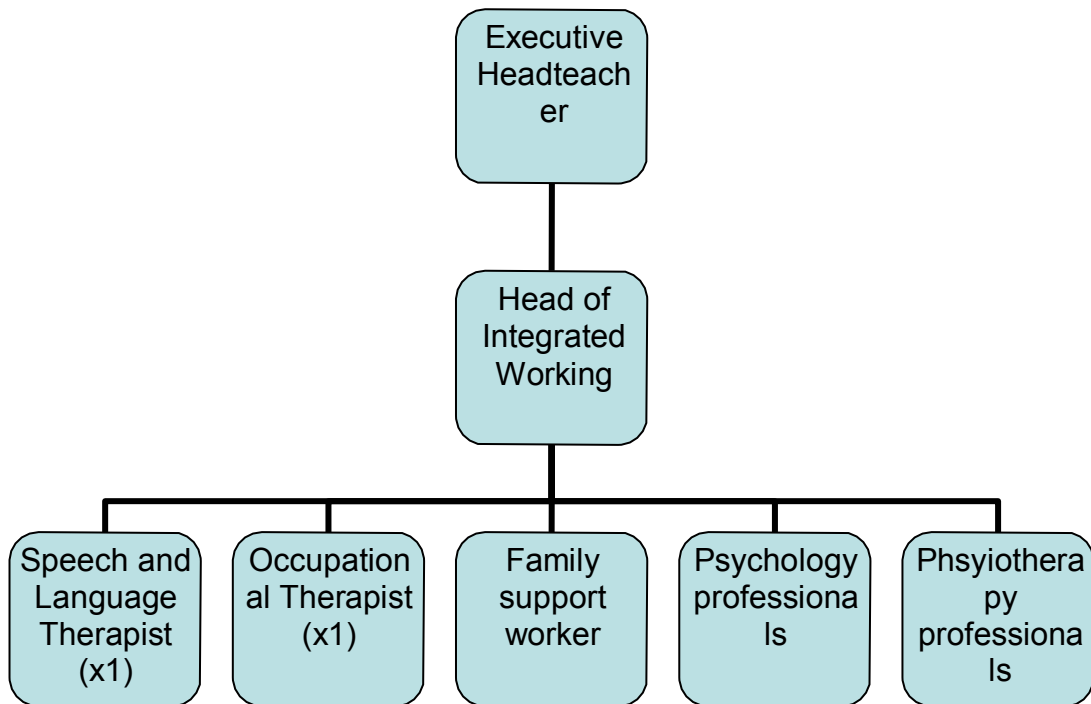 Executive
Headteach
er
Head of
Integrated
Working
Speech and
Language
Therapist
(x1)
Occupation
al Therapist
(x1)
Family
support
worker
Psychology
professiona
ls
Phsyiothera
py
professiona
ls